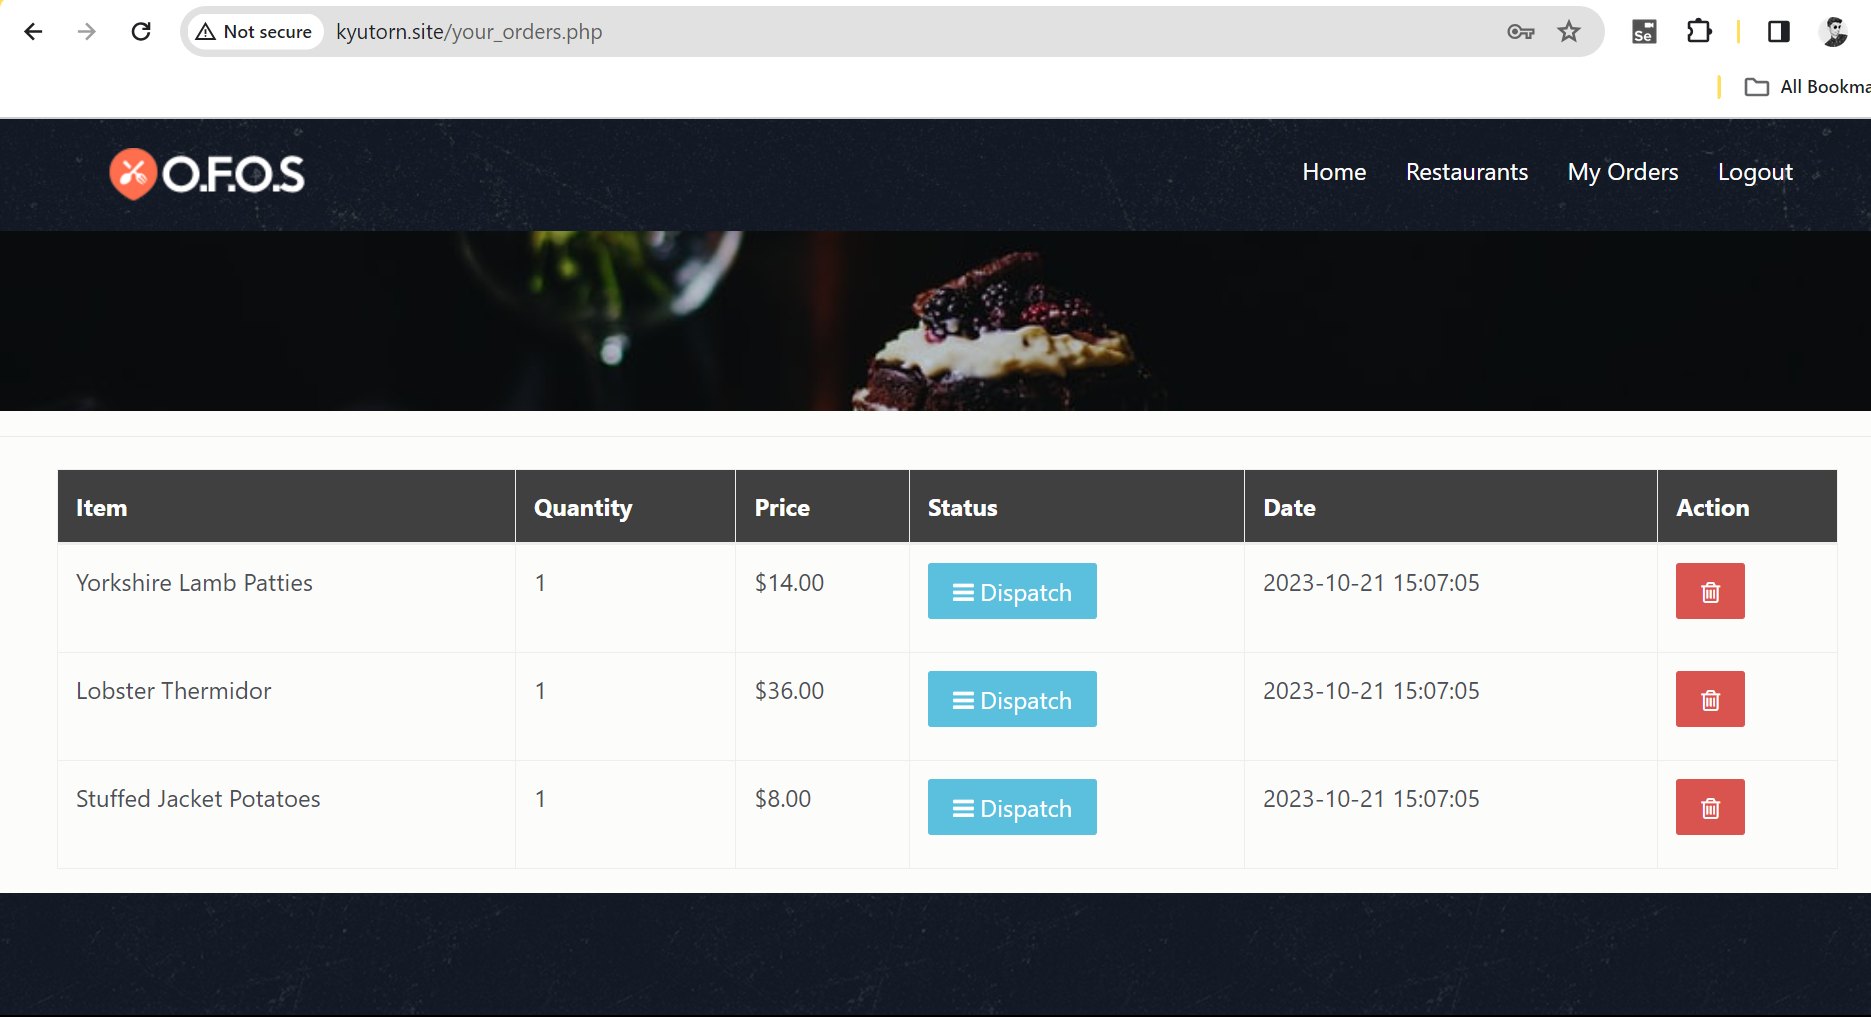 Not secure kyutorn.site/your_orders.php
Se
All Bookma
O.F.O.S Home Restaurants My Orders Logout
Item Quantity Price Status Date Action
Yorkshire Lamb Patties 1 $14.00 Dispatch 2023-10-21 15:07:05
Lobster Thermidor 1 $36.00 Dispatch 2023-10-21 15:07:05
Stuffed Jacket Potatoes 1 $8.00 Dispatch 2023-10-21 15:07:05